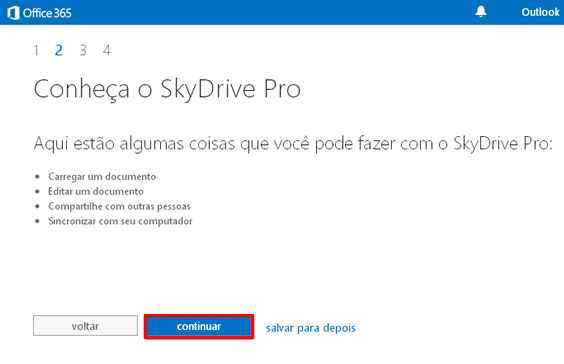 Office 365 Outlook
1 2 3 4
Conheça o SkyDrive Pro
Aqui estão algumas coisas que você pode fazer com o SkyDrive Pro:
Carregar um documento
Editar um documento
Compartilhe com outras pessoas
Sincronizar com seu computador
voltar continuar salvar para depois